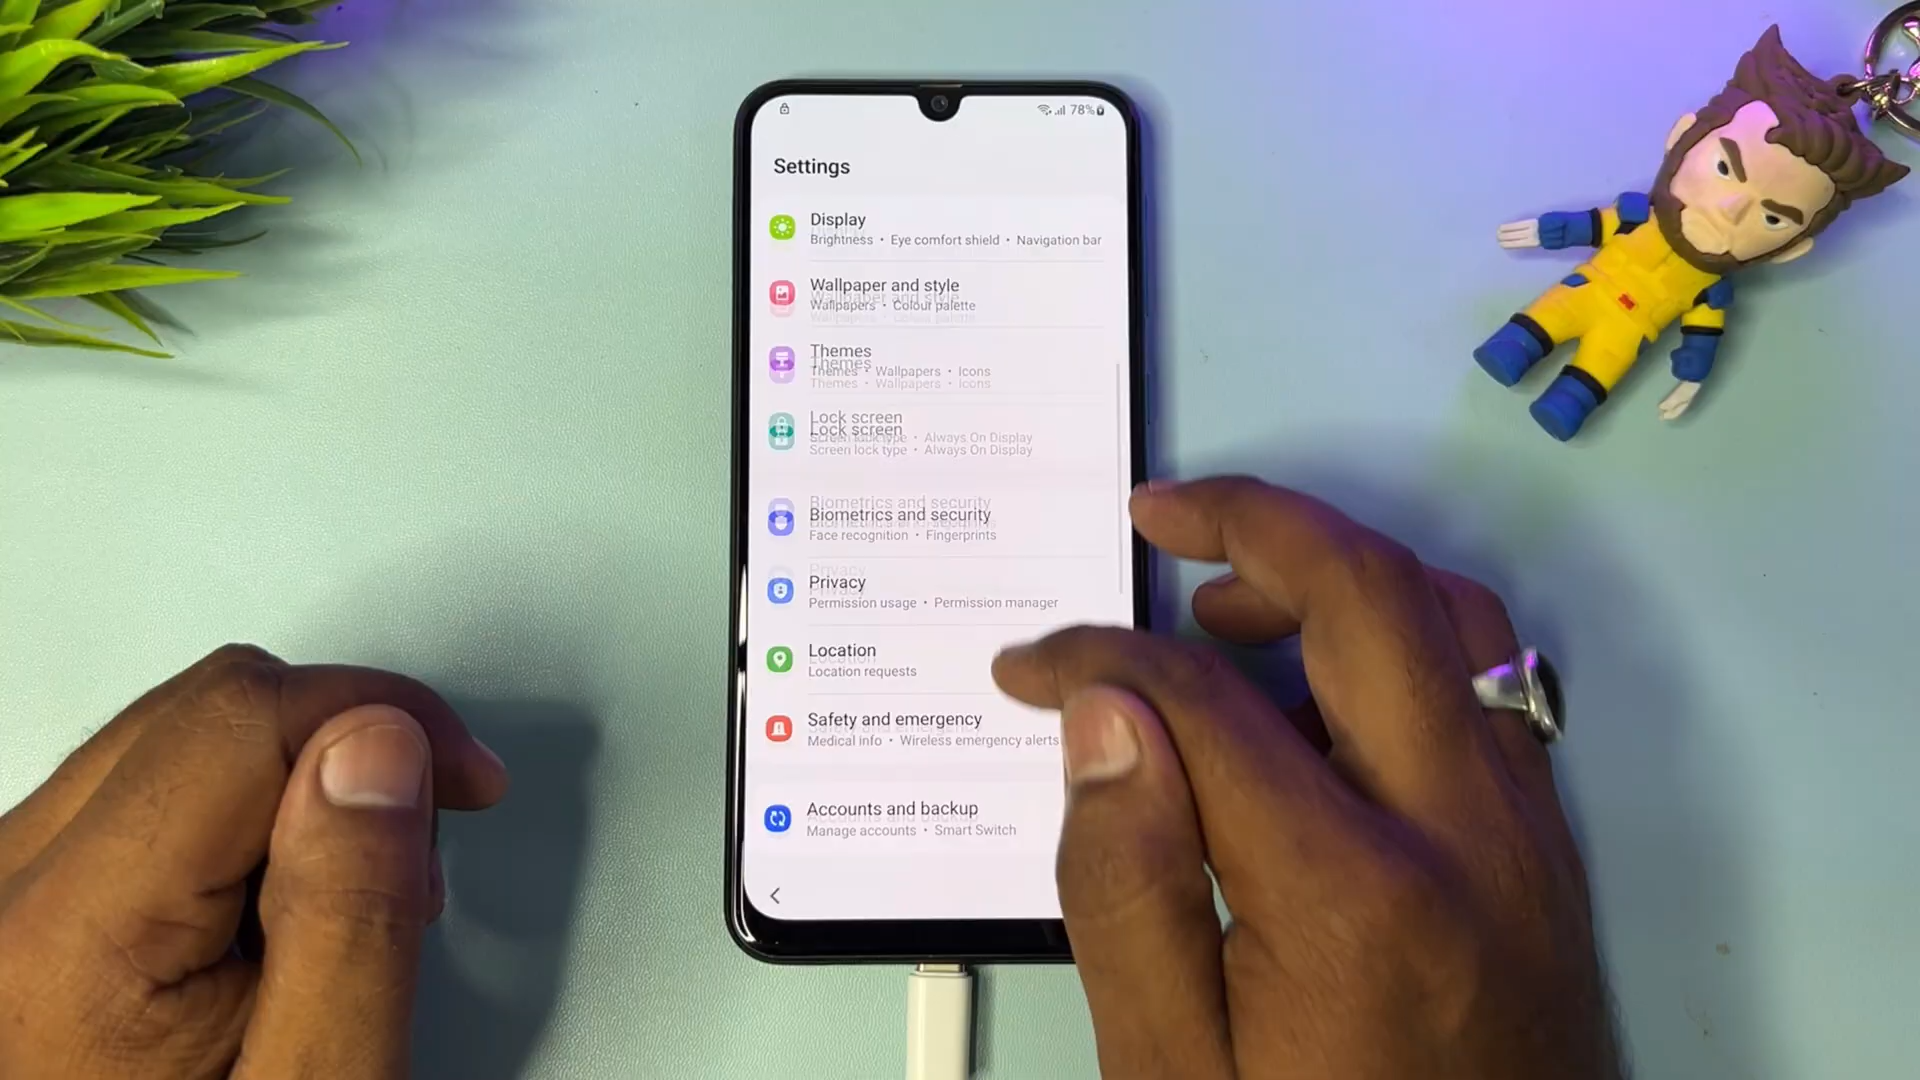 78%
Settings
Display
Brightness • Eye comfort shield • Navigation bar
Wallpaper and style
Wallpapers • Colour palette
Themes
Themes • Wallpapers • Icons
Lock screen
Screen lock type • Always On Display
Biometrics and security
Face recognition • Fingerprints
Privacy
Permission usage • Permission manager
Location
Location requests
Safety and emergency
Medical info • Wireless emergency alerts
Accounts and backup
Manage accounts • Smart Switch